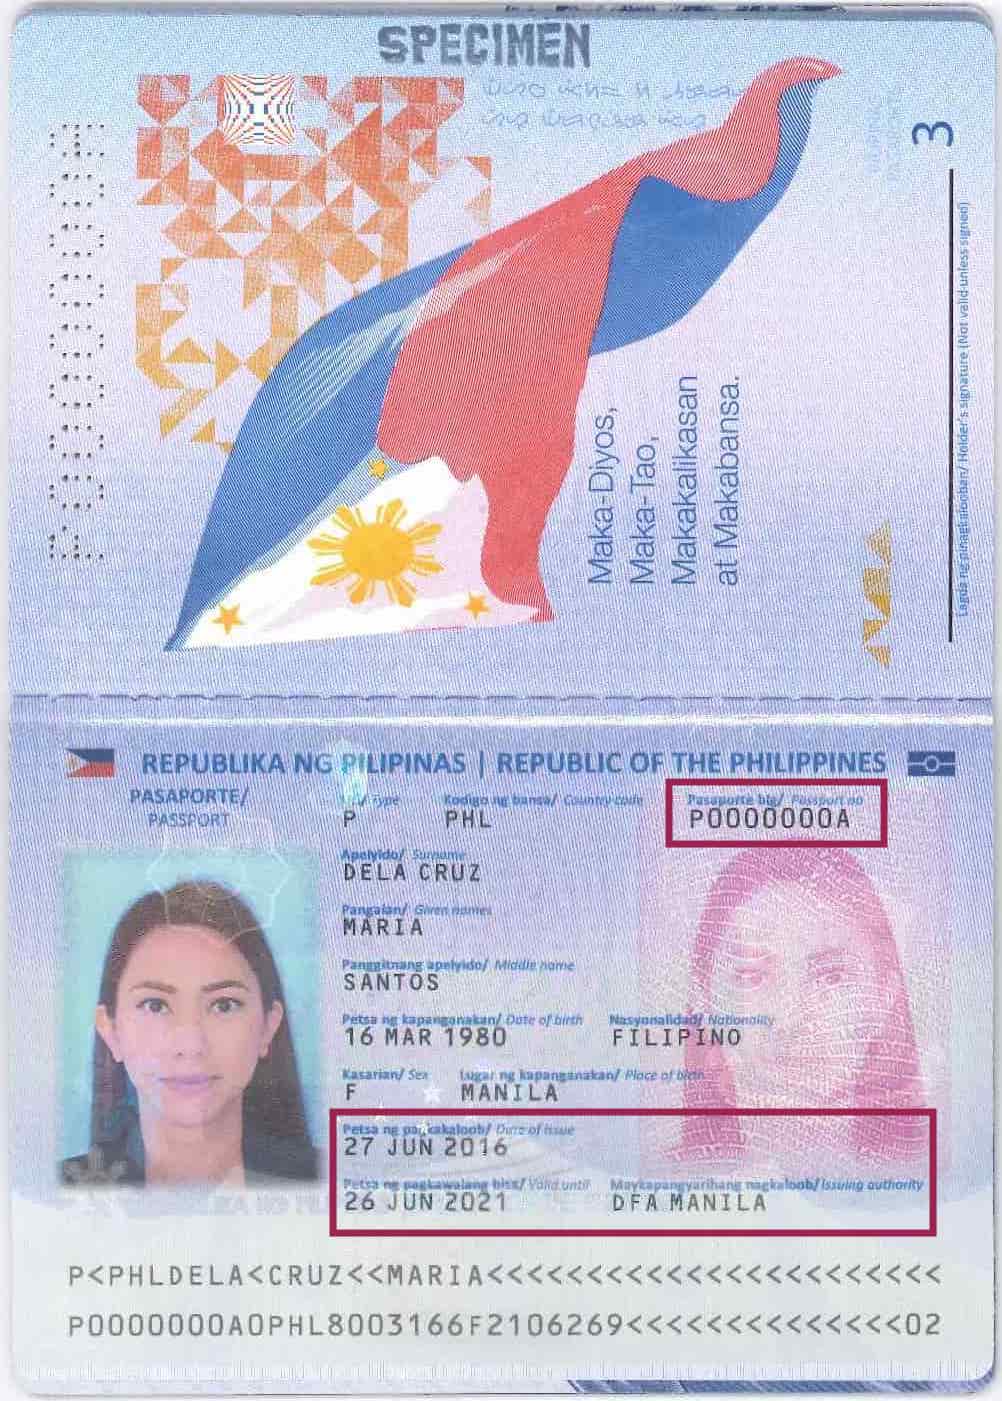 SPECIMEN
3
P0000000A
Maka-Diyos,
Maka-Tao,
Makakalikasan
at Makabansa.
Lagda ng pinagkalooban/ Holder's signature (Not valid unless signed)
REPUBLIKA NG PILIPINAS | REPUBLIC OF THE PHILIPPINES
PASAPORTE/
PASSPORT
Type
Kodigo ng bansa/ Country code
Pasaporte blg/ Passport no
P
PHL
P0000000A
Apelyido/ Surname
DELA CRUZ
Pangalan/ Given names
MARIA
Panggitnang apelyido/ Middle name
SANTOS
Petsa ng kapanganakan/ Date of birth
Nasyonalidad/ Nationality
16 MAR 1980
FILIPINO
Kasarian/ Sex
Lugar ng kapanganakan/ Place of birth
F
MANILA
Petsa ng pagkakaloob/ Date of issue
27 JUN 2016
Petsa ng pagkawalang bisa/ Valid until
Maykapangyarihang nagkaloob/ Issuing authority
26 JUN 2021
DFA MANILA
P<PHLDELA<CRUZ<<MARIA<<<<<<<<<<<<<<<<<<<<<<<
P0000000A0PHL8003166F2106269<<<<<<<<<<<<<<02